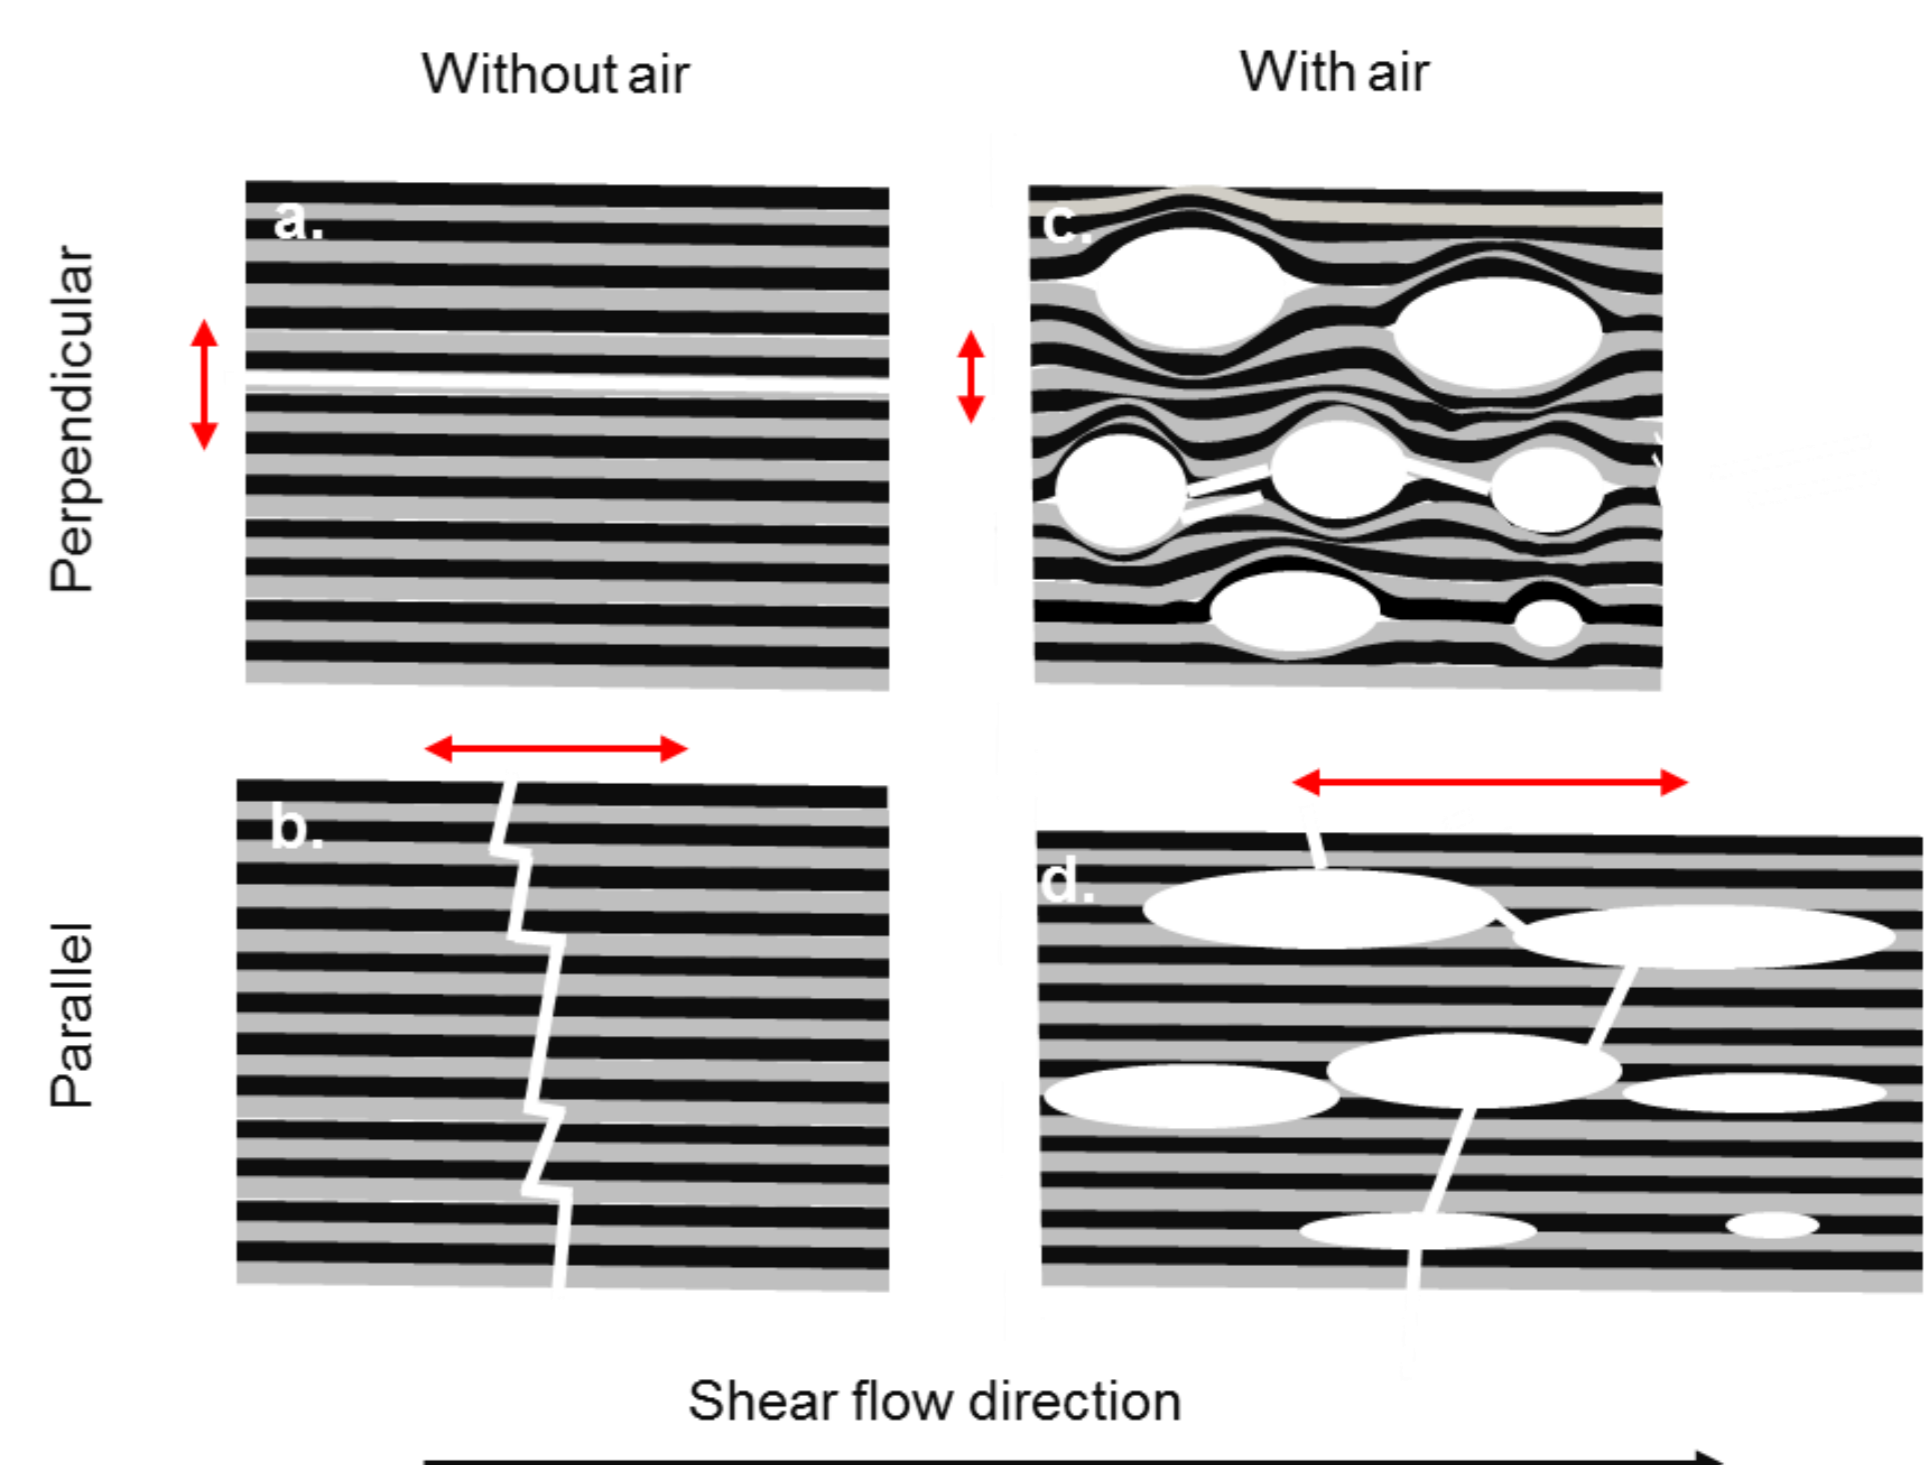 Without air
With air
Perpendicular
a.
c.
Parallel
b.
d.
Shear flow direction